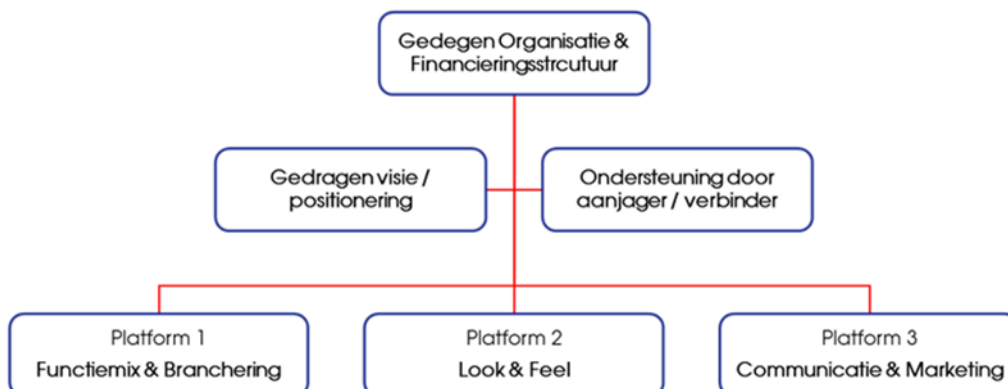 Gedegen Organisatie &
Financieringsstrcutuur
Gedragen visie /
positionering
Ondersteuning door
aanjager / verbinder
Platform 1
Functiemix & Branchering
Platform 2
Look & Feel
Platform 3
Communicatie & Marketing